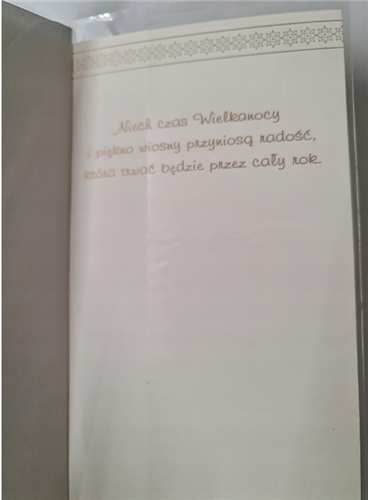 Niech czas Wielkanocy
i piękno wiosny przyniosą radość,
która trwać będzie przez cały rok.